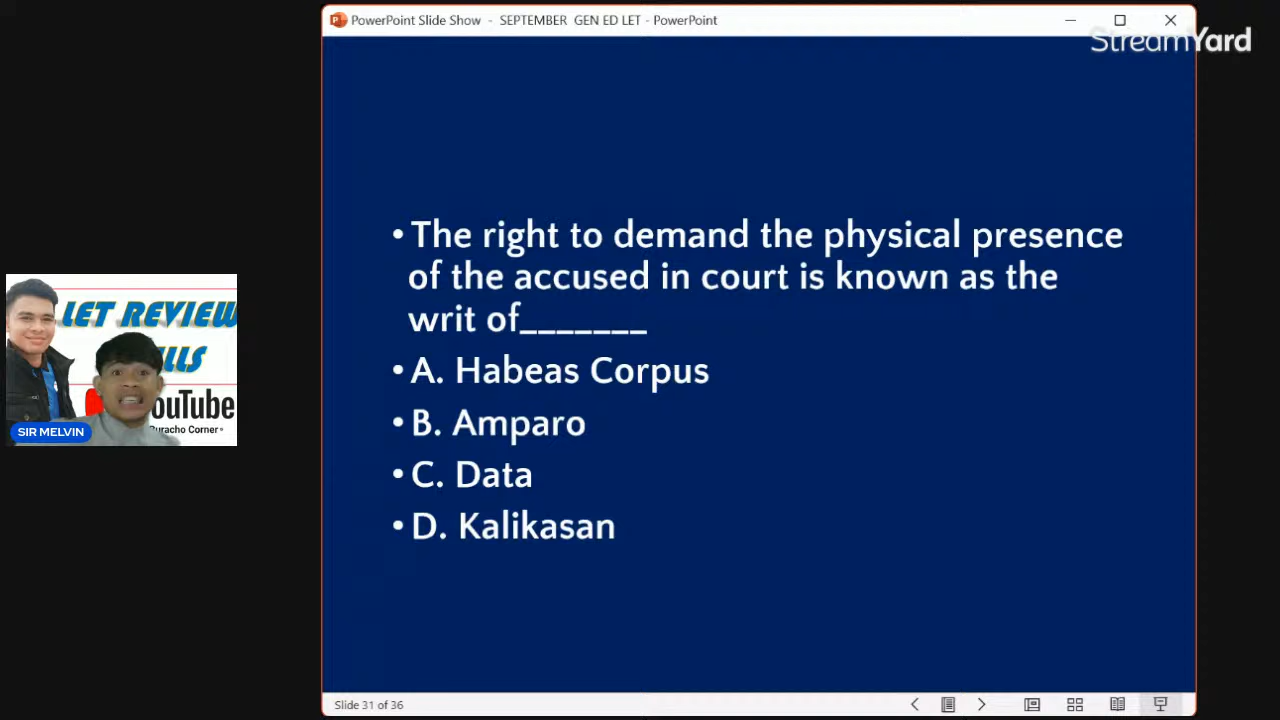 PowerPoint Slide Show - SEPTEMBER GEN ED LET - PowerPoint
StreamYard
• The right to demand the physical presence
of the accused in court is known as the
writ of_______
• A. Habeas Corpus
• B. Amparo
• C. Data
• D. Kalikasan
LET REVIEW
SIR MELVIN
Corner
Slide 31 of 36